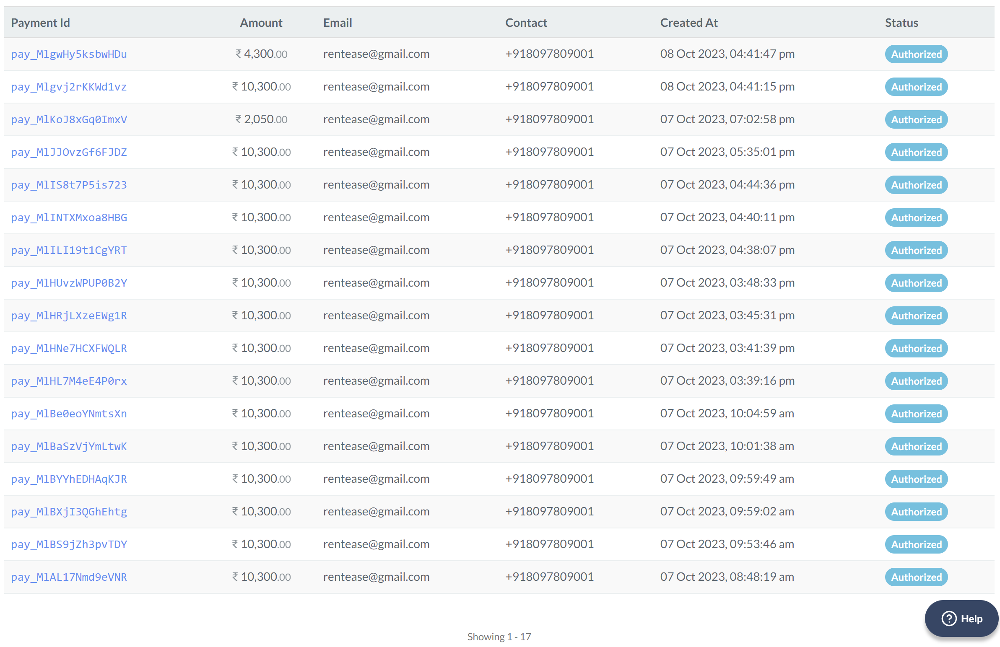 Payment Id Amount Email Contact Created At Status
pay_MlgwHy5ksbwHDu ₹ 4,300.00 rentease@gmail.com +918097809001 08 Oct 2023, 04:41:47 pm Authorized
pay_Mlgvj2rKKWd1vz ₹ 10,300.00 rentease@gmail.com +918097809001 08 Oct 2023, 04:41:15 pm Authorized
pay_MlKoJ8xGq0ImxV ₹ 2,050.00 rentease@gmail.com +918097809001 07 Oct 2023, 07:02:58 pm Authorized
pay_MlJJOvzGf6FJDZ ₹ 10,300.00 rentease@gmail.com +918097809001 07 Oct 2023, 05:35:01 pm Authorized
pay_MlIS8t7P5is723 ₹ 10,300.00 rentease@gmail.com +918097809001 07 Oct 2023, 04:44:36 pm Authorized
pay_MlINTXMxoa8HBG ₹ 10,300.00 rentease@gmail.com +918097809001 07 Oct 2023, 04:40:11 pm Authorized
pay_MlILI19t1CgYRT ₹ 10,300.00 rentease@gmail.com +918097809001 07 Oct 2023, 04:38:07 pm Authorized
pay_MlHUvzWPUP0B2Y ₹ 10,300.00 rentease@gmail.com +918097809001 07 Oct 2023, 03:48:33 pm Authorized
pay_MlHRjLXzeEWg1R ₹ 10,300.00 rentease@gmail.com +918097809001 07 Oct 2023, 03:45:31 pm Authorized
pay_MlHNe7HCXFWQLR ₹ 10,300.00 rentease@gmail.com +918097809001 07 Oct 2023, 03:41:39 pm Authorized
pay_MlHL7M4eE4P0rx ₹ 10,300.00 rentease@gmail.com +918097809001 07 Oct 2023, 03:39:16 pm Authorized
pay_MlBe0eoYNmtsXn ₹ 10,300.00 rentease@gmail.com +918097809001 07 Oct 2023, 10:04:59 am Authorized
pay_MlBaSzVjYmLtwK ₹ 10,300.00 rentease@gmail.com +918097809001 07 Oct 2023, 10:01:38 am Authorized
pay_MlBYYhEDHAqKJR ₹ 10,300.00 rentease@gmail.com +918097809001 07 Oct 2023, 09:59:49 am Authorized
pay_MlBXjI3QGhEhtg ₹ 10,300.00 rentease@gmail.com +918097809001 07 Oct 2023, 09:59:02 am Authorized
pay_MlBS9jZh3pvTDY ₹ 10,300.00 rentease@gmail.com +918097809001 07 Oct 2023, 09:53:46 am Authorized
pay_MlAL17Nmd9eVNR ₹ 10,300.00 rentease@gmail.com +918097809001 07 Oct 2023, 08:48:19 am Authorized
Help
Showing 1 - 17